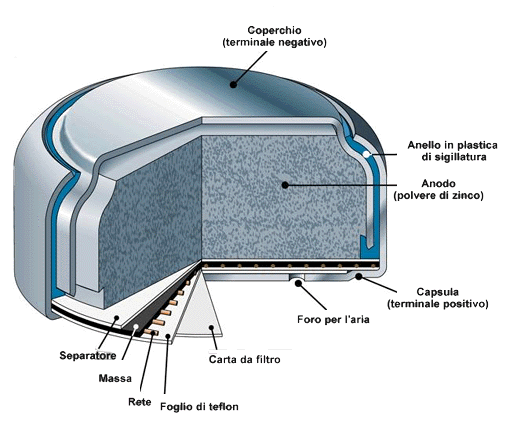 Coperchio
(terminale negativo)
Anello in plastica
di sigillatura
Anodo
(polvere di zinco)
Capsula
(terminale positivo)
Foro per l'aria
Separatore
Carta da filtro
Massa
Rete
Foglio di teflon